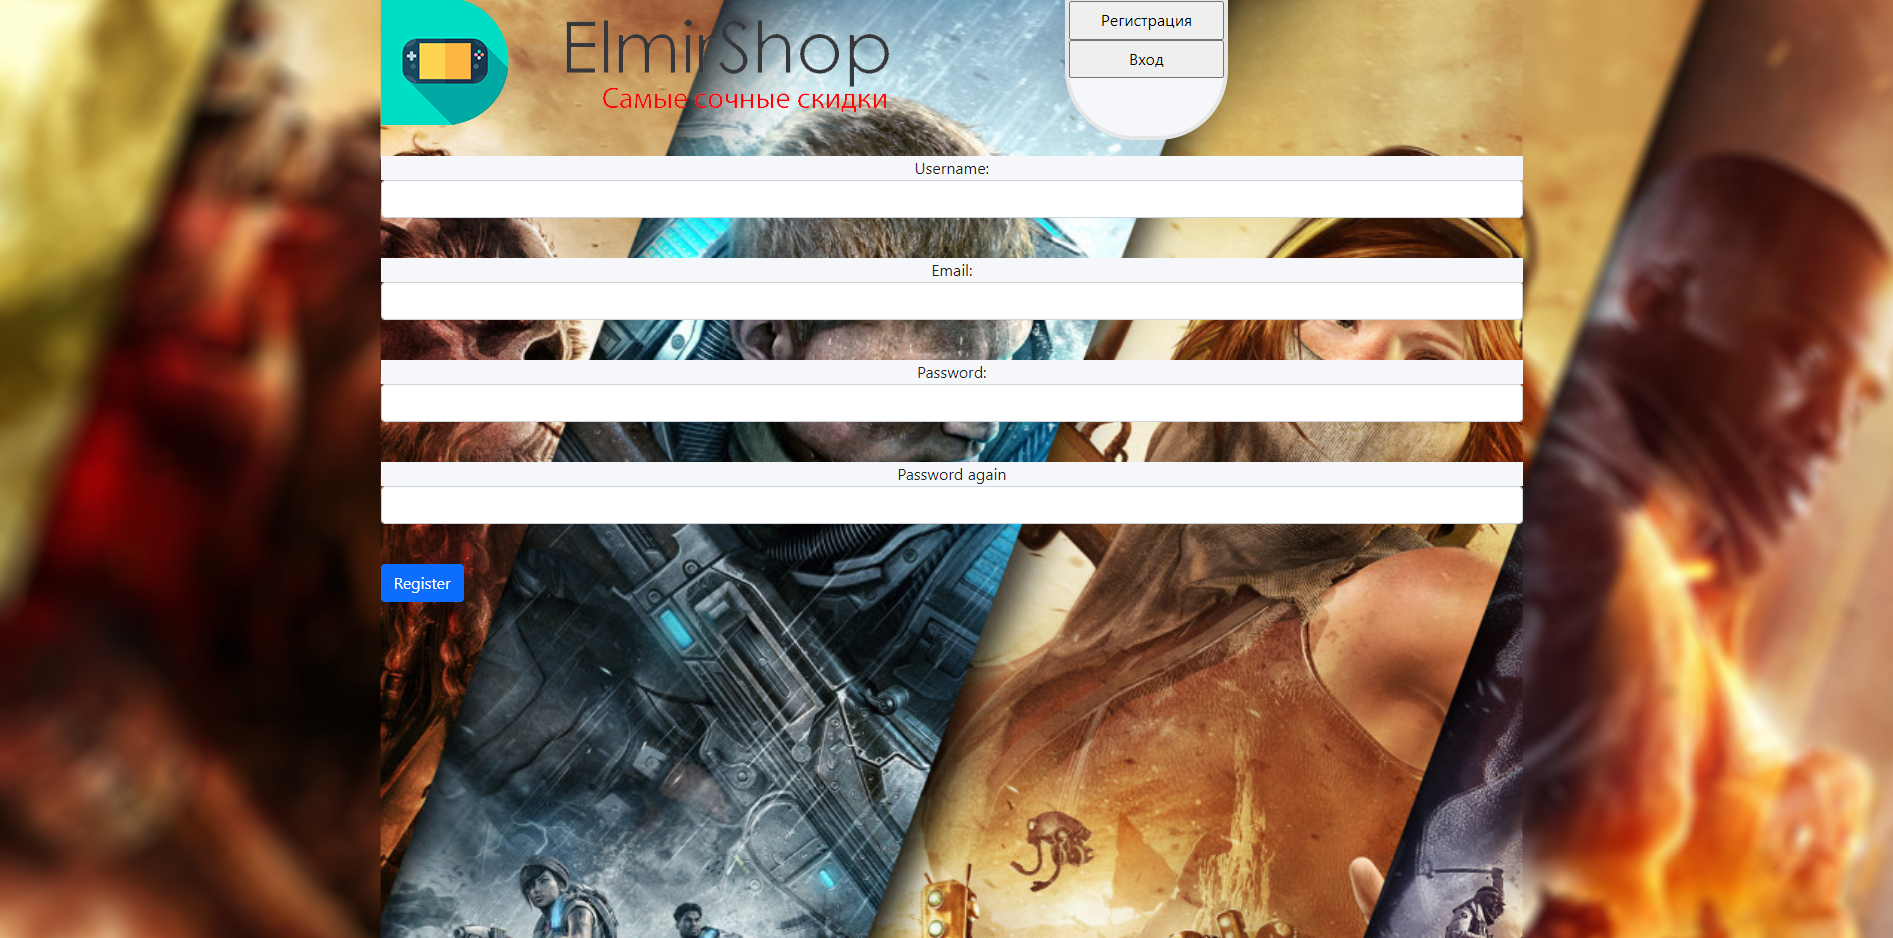 ElmirShop
Самые сочные скидки
Регистрация
Вход
Username:
Email:
Password:
Password again
Register